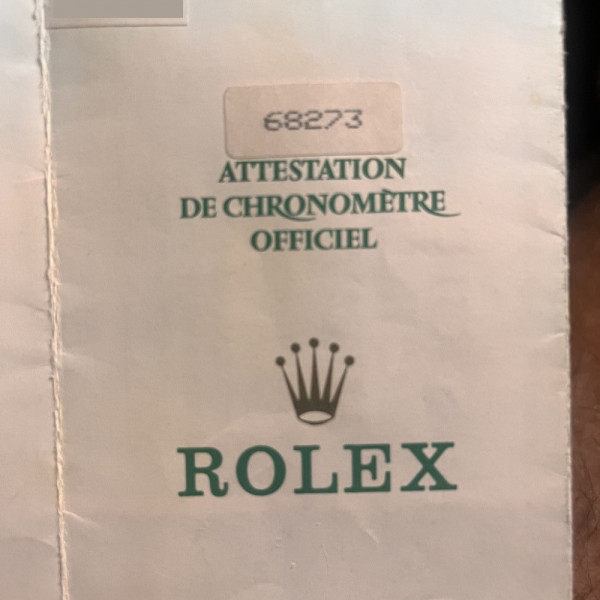 68273
ATTESTATION
DE CHRONOMÈTRE
OFFICIEL
ROLEX